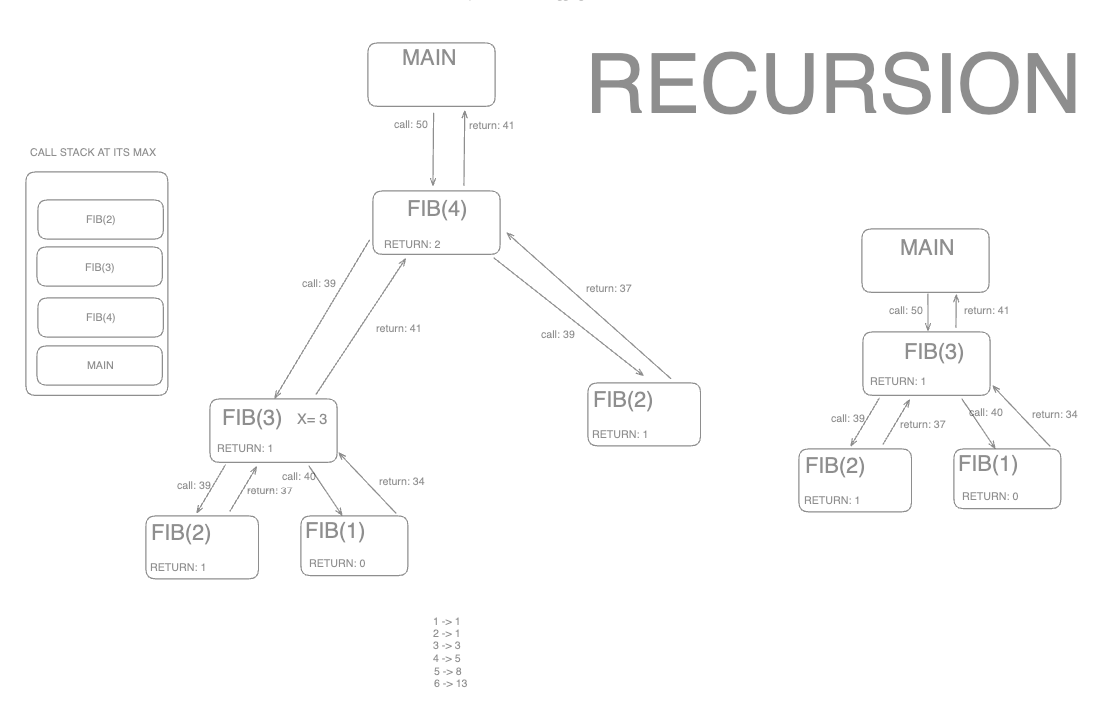 RECURSION
MAIN
call: 50
return: 41
CALL STACK AT ITS MAX
FIB(2)
FIB(3)
FIB(4)
MAIN
FIB(4)
RETURN: 2
call: 39
return: 41
return: 37
call: 39
FIB(3) X= 3
RETURN: 1
FIB(2)
RETURN: 1
call: 39
return: 37
call: 40
return: 34
FIB(2)
RETURN: 1
FIB(1)
RETURN: 0
MAIN
call: 50
return: 41
FIB(3)
RETURN: 1
call: 39
return: 37
call: 40
return: 34
FIB(2)
RETURN: 1
FIB(1)
RETURN: 0
1 -> 1
2 -> 1
3 -> 3
4 -> 5
5 -> 8
6 -> 13